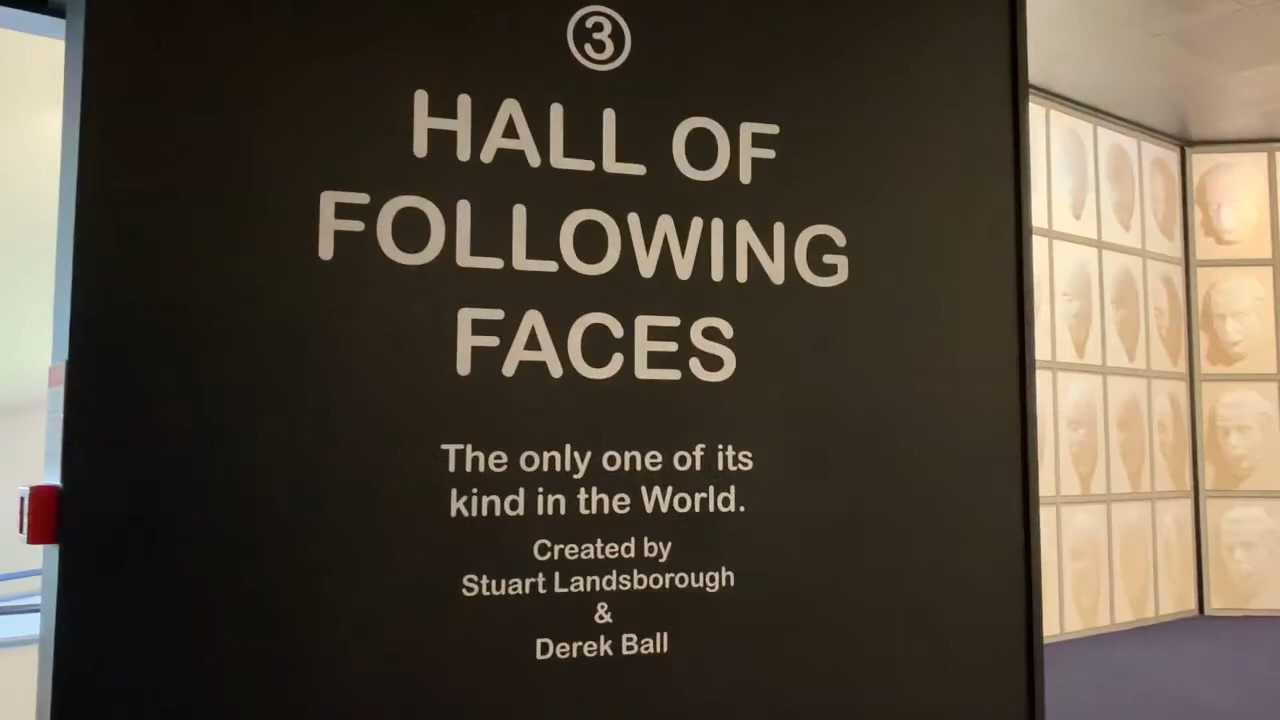 3
HALL OF
FOLLOWING
FACES
The only one of its
kind in the World.
Created by
Stuart Landsborough
&
Derek Ball